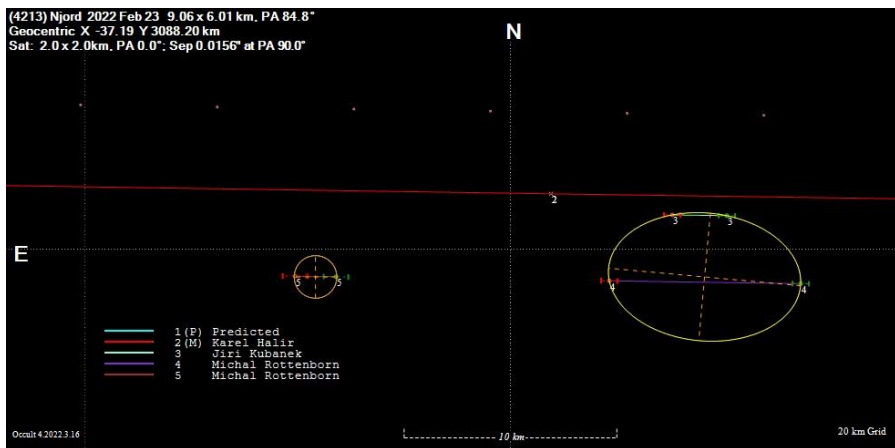 (4213) Njord 2022 Feb 23 9.06 x 6.01 km, PA 84.8°
Geocentric X -37.19 Y 3088.20 km
Sat: 2.0 x 2.0km, PA 0.0°: Sep 0.0156" at PA 90.0°
N
2
3 3
E
5 5
4 4
1(P) Predicted
2(M) Karel Halir
3 Jiri Kubanek
4 Michal Rottenborn
5 Michal Rottenborn
Occult 4.2022.3.16
10 km
20 km Grid